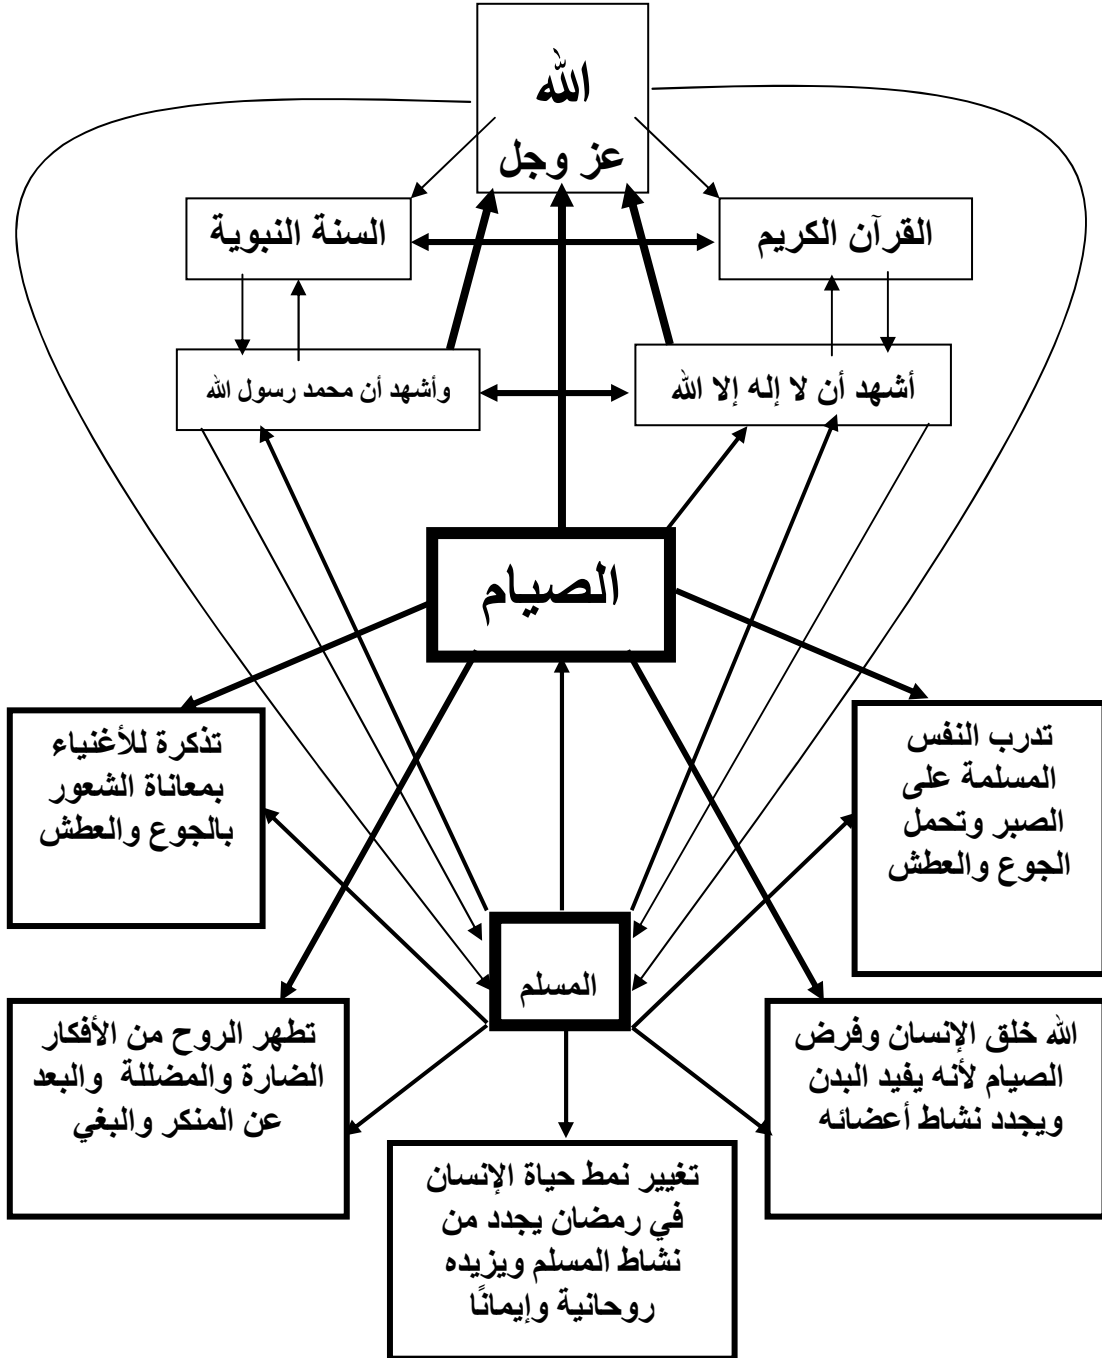 الله
عز وجل
القرآن الكريم
السنة النبوية
أشهد أن لا إله إلا الله
وأشهد أن محمد رسول الله
الصيام
تدرب النفس
المسلمة على
الصبر وتحمل
الجوع والعطش
تذكرة للأغنياء
بمعاناة الشعور
بالجوع والعطش
المسلم
الله خلق الإنسان وفرض
الصيام لأنه يفيد البدن
ويجدد نشاط أعضائه
تطهر الروح من الأفكار
الضارة والمضللة والبعد
عن المنكر والبغي
تغيير نمط حياة الإنسان
في رمضان يجدد من
نشاط المسلم ويزيده
روحانية وإيمانًا